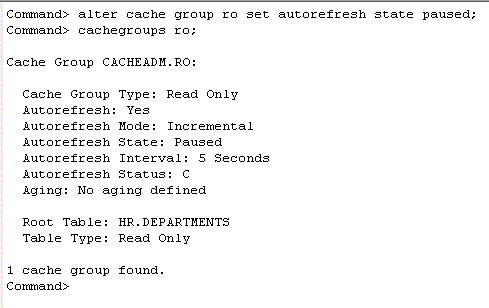 Command> alter cache group ro set autorefresh state paused;
Command> cachegroups ro;
Cache Group CACHEADM.RO:
Cache Group Type: Read Only
Autorefresh: Yes
Autorefresh Mode: Incremental
Autorefresh State: Paused
Autorefresh Interval: 5 Seconds
Autorefresh Status: C
Aging: No aging defined
Root Table: HR.DEPARTMENTS
Table Type: Read Only
1 cache group found.
Command>